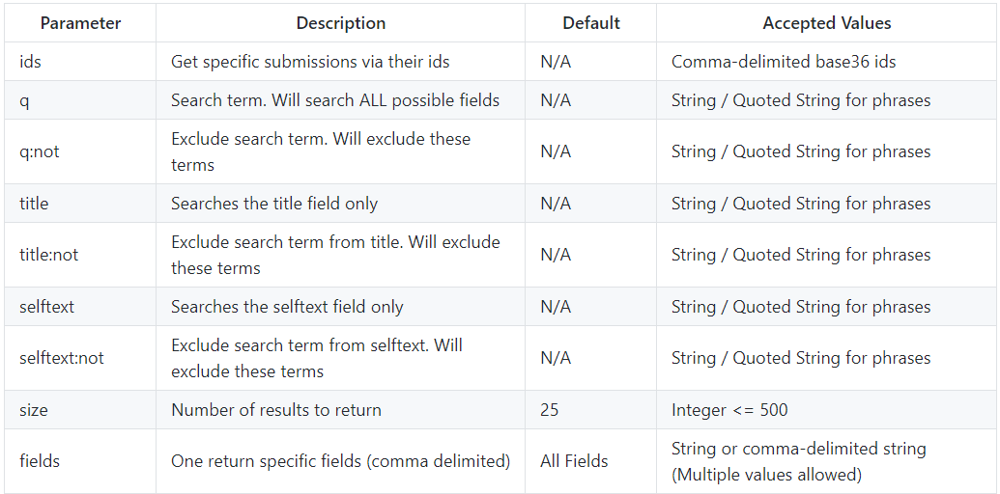 Parameter Description Default Accepted Values
ids Get specific submissions via their ids N/A Comma-delimited base36 ids
q Search term. Will search ALL possible fields N/A String / Quoted String for phrases
q:not Exclude search term. Will exclude these
terms N/A String / Quoted String for phrases
title Searches the title field only N/A String / Quoted String for phrases
title:not Exclude search term from title. Will exclude
these terms N/A String / Quoted String for phrases
selftext Searches the selftext field only N/A String / Quoted String for phrases
selftext:not Exclude search term from selftext. Will
exclude these terms N/A String / Quoted String for phrases
size Number of results to return 25 Integer <= 500
fields One return specific fields (comma delimited) All Fields String or comma-delimited string
(Multiple values allowed)